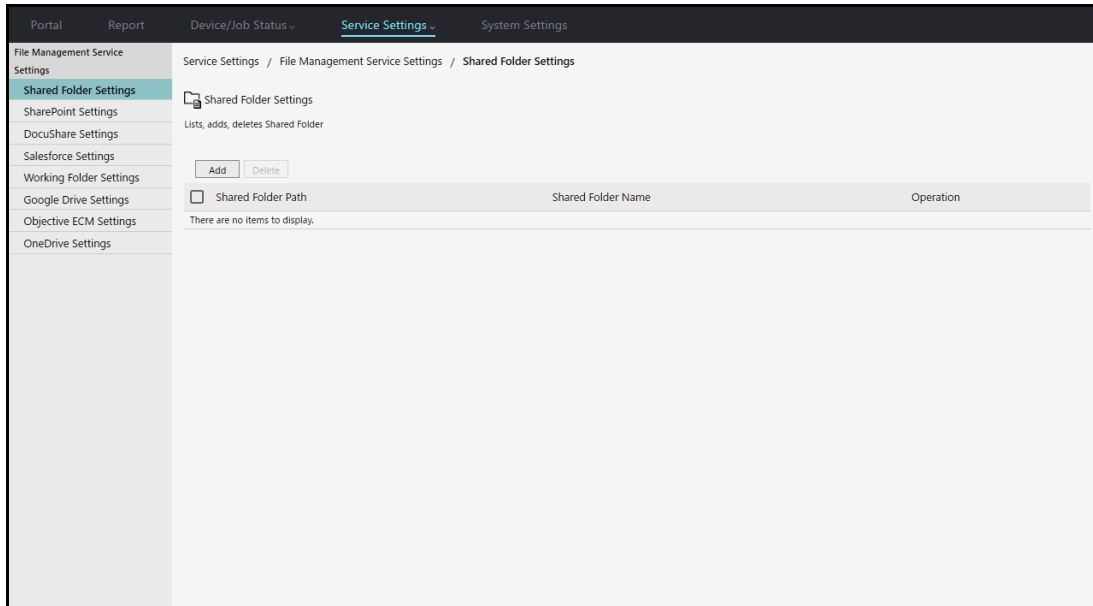 Portal Report Device/Job Status Service Settings System Settings
File Management Service
Settings
Shared Folder Settings
SharePoint Settings
DocuShare Settings
Salesforce Settings
Working Folder Settings
Google Drive Settings
Objective ECM Settings
OneDrive Settings
Service Settings / File Management Service Settings / Shared Folder Settings
Shared Folder Settings
Lists, adds, deletes Shared Folder
Add Delete
Shared Folder Path Shared Folder Name Operation
There are no items to display.